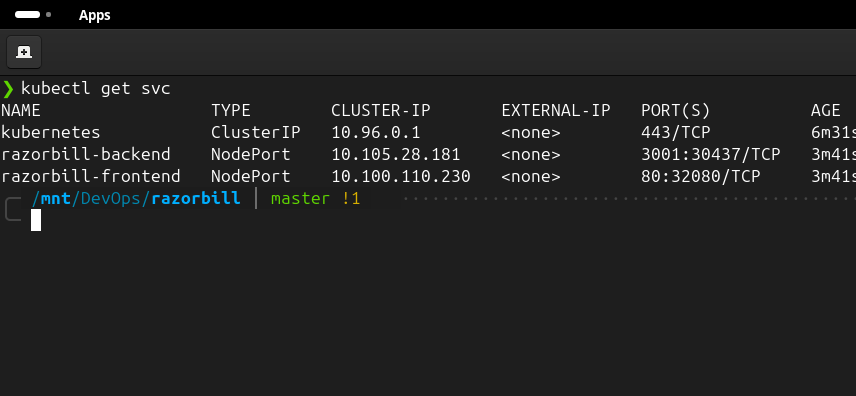 Apps
❯ kubectl get svc
NAME TYPE CLUSTER-IP EXTERNAL-IP PORT(S) AGE
kubernetes ClusterIP 10.96.0.1 <none> 443/TCP 6m31s
razorbill-backend NodePort 10.105.28.181 <none> 3001:30437/TCP 3m41s
razorbill-frontend NodePort 10.100.110.230 <none> 80:32080/TCP 3m41s
/mnt/DevOps/razorbill | master !1